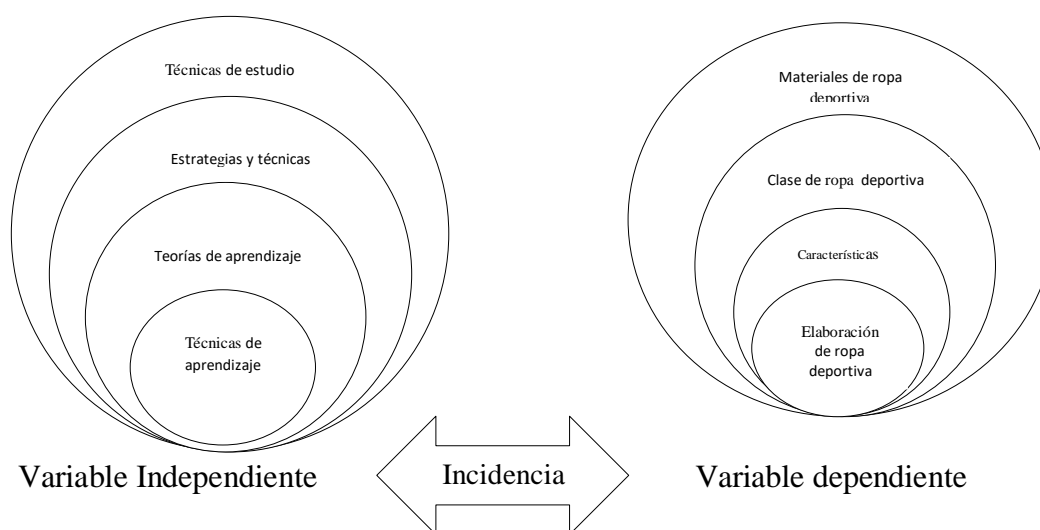 Técnicas de estudio
Estrategias y técnicas
Teorías de aprendizaje
Técnicas de
aprendizaje
Materiales de ropa
deportiva
Clase de ropa deportiva
Características
Elaboración
de ropa
deportiva
Variable Independiente
Incidencia
Variable dependiente